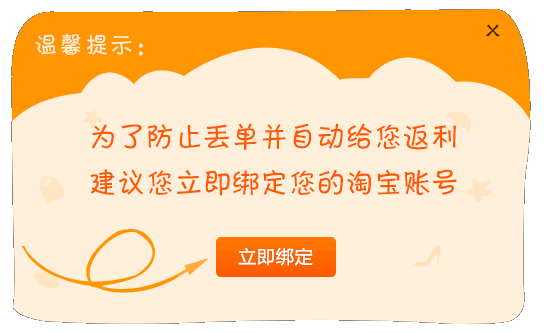 温馨提示：
为了防止丢单并自动给您返利
建议您立即绑定您的淘宝账号
立即绑定